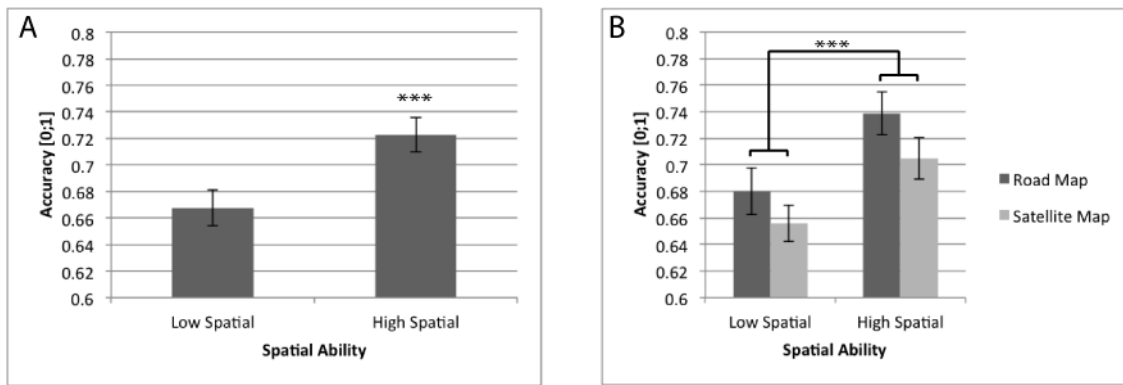 A
0.8
0.78
0.76
0.74
0.72
0.7
0.68
0.66
0.64
0.62
0.6
Accuracy [0;1]
***
Low Spatial
High Spatial
Spatial Ability
B
0.8
0.78
0.76
0.74
0.72
0.7
0.68
0.66
0.64
0.62
0.6
Accuracy [0;1]
***
Low Spatial
High Spatial
Spatial Ability
Road Map
Satellite Map